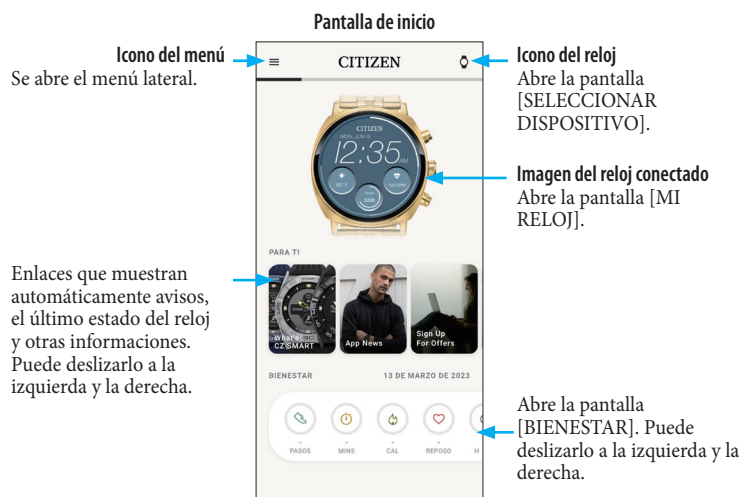 Pantalla de inicio
Icono del menú
Se abre el menú lateral.
CITIZEN
Icono del reloj
Abre la pantalla
[SELECCIONAR
DISPOSITIVO].
CITIZEN
12:35
AM
Imagen del reloj conectado
Abre la pantalla [MI
RELOJ].
PARA TI
Enlaces que muestran
automáticamente avisos,
el último estado del reloj
y otras informaciones.
Puede deslizarlo a la
izquierda y la derecha.
What's
CZ SMART
App News
Sign Up
For Offers
BIENESTAR
13 DE MARZO DE 2023
-
PASOS
-
MINS
-
CAL
-
REPOSO
H
Abre la pantalla
[BIENESTAR]. Puede
deslizarlo a la izquierda y la
derecha.